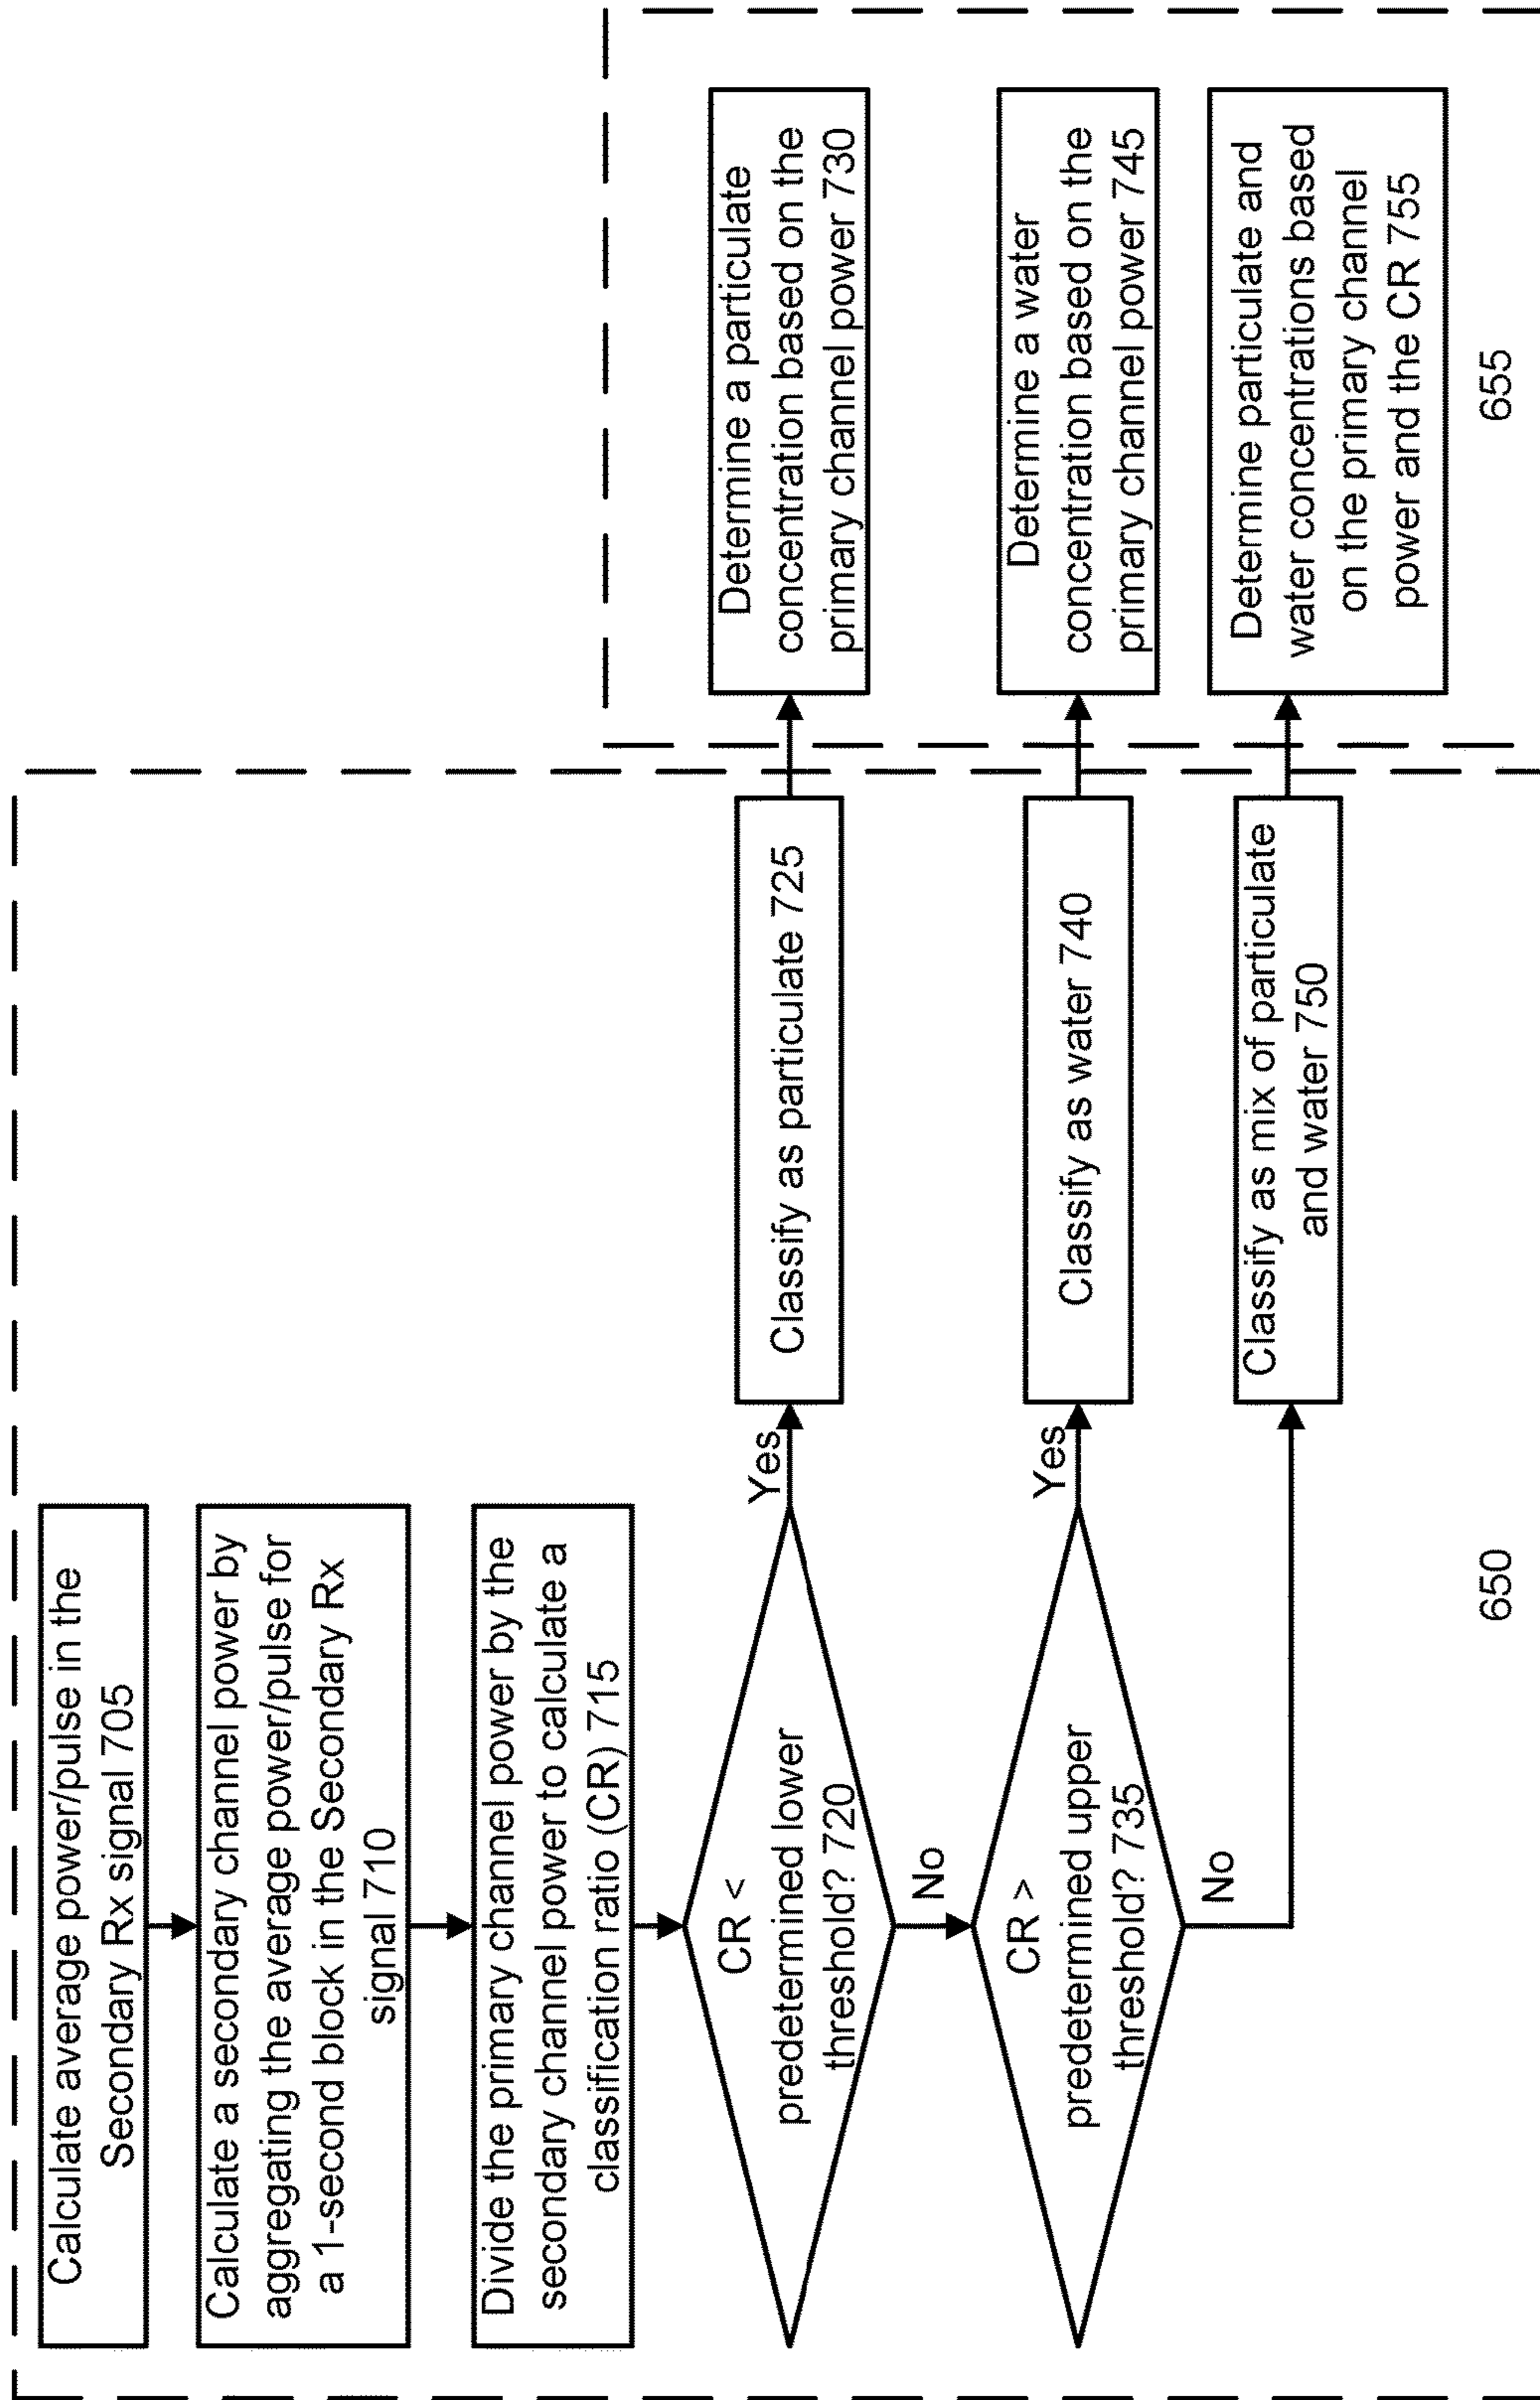 Calculate average power/pulse in the
Secondary Rx signal 705
Calculate a secondary channel power by
aggregating the average power/pulse for
a 1-second block in the Secondary Rx
signal 710
Divide the primary channel power by the
secondary channel power to calculate a
classification ratio (CR) 715
CR <
predetermined lower
threshold? 720
Yes
Classify as particulate 725
Determine a particulate
concentration based on the
primary channel power 730
No
CR >
predetermined upper
threshold? 735
Yes
Classify as water 740
Determine a water
concentration based on the
primary channel power 745
No
Classify as mix of particulate
and water 750
Determine particulate and
water concentrations based
on the primary channel
power and the CR 755
650
655